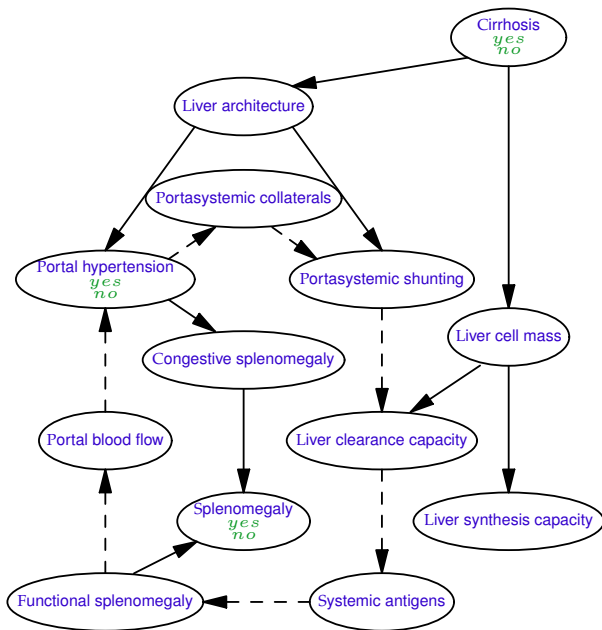 Cirrhosis
yes
no
Liver architecture
Portasystemic collaterals
Portal hypertension
yes
no
Portasystemic shunting
Liver cell mass
Congestive splenomegaly
Portal blood flow
Liver clearance capacity
Splenomegaly
yes
no
Liver synthesis capacity
Functional splenomegaly
Systemic antigens